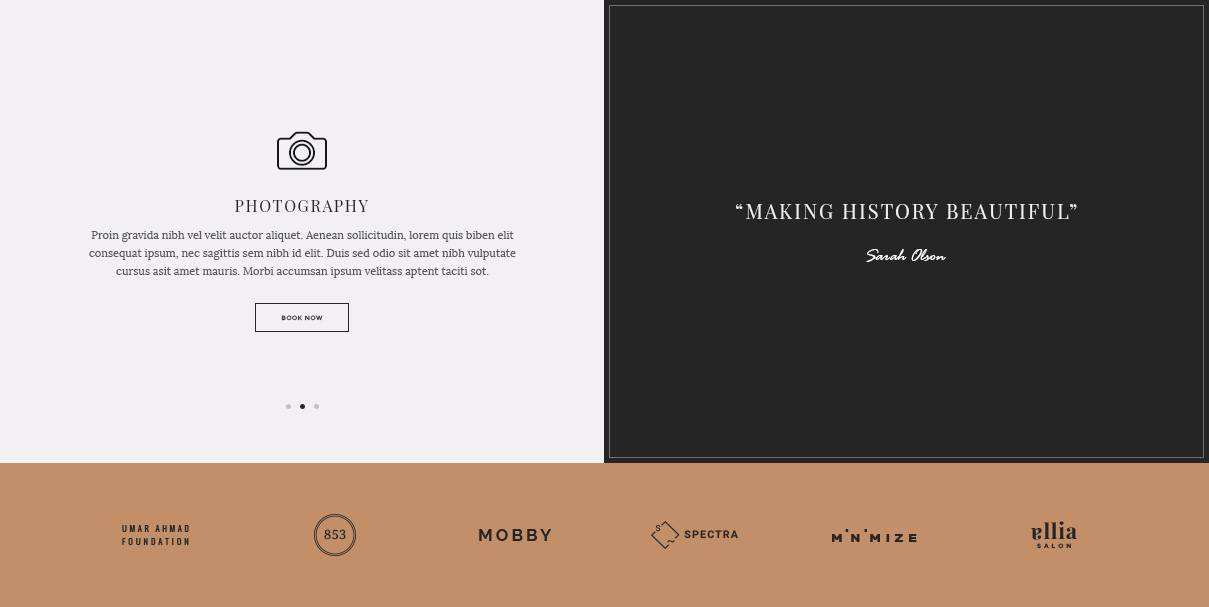 PHOTOGRAPHY
Proin gravida nibh vel velit auctor aliquet. Aenean sollicitudin, lorem quis biben elit
consequat ipsum, nec sagittis sem nibh id elit. Duis sed odio sit amet nibh vulputate
cursus asit amet mauris. Morbi accumsan ipsum velitass aptent taciti sot.
BOOK NOW
“MAKING HISTORY BEAUTIFUL”
Sarah Olson
UMAR AHMAD
FOUNDATION
853
MOBBY
S
SPECTRA
MINIMIZE
allia
SALON